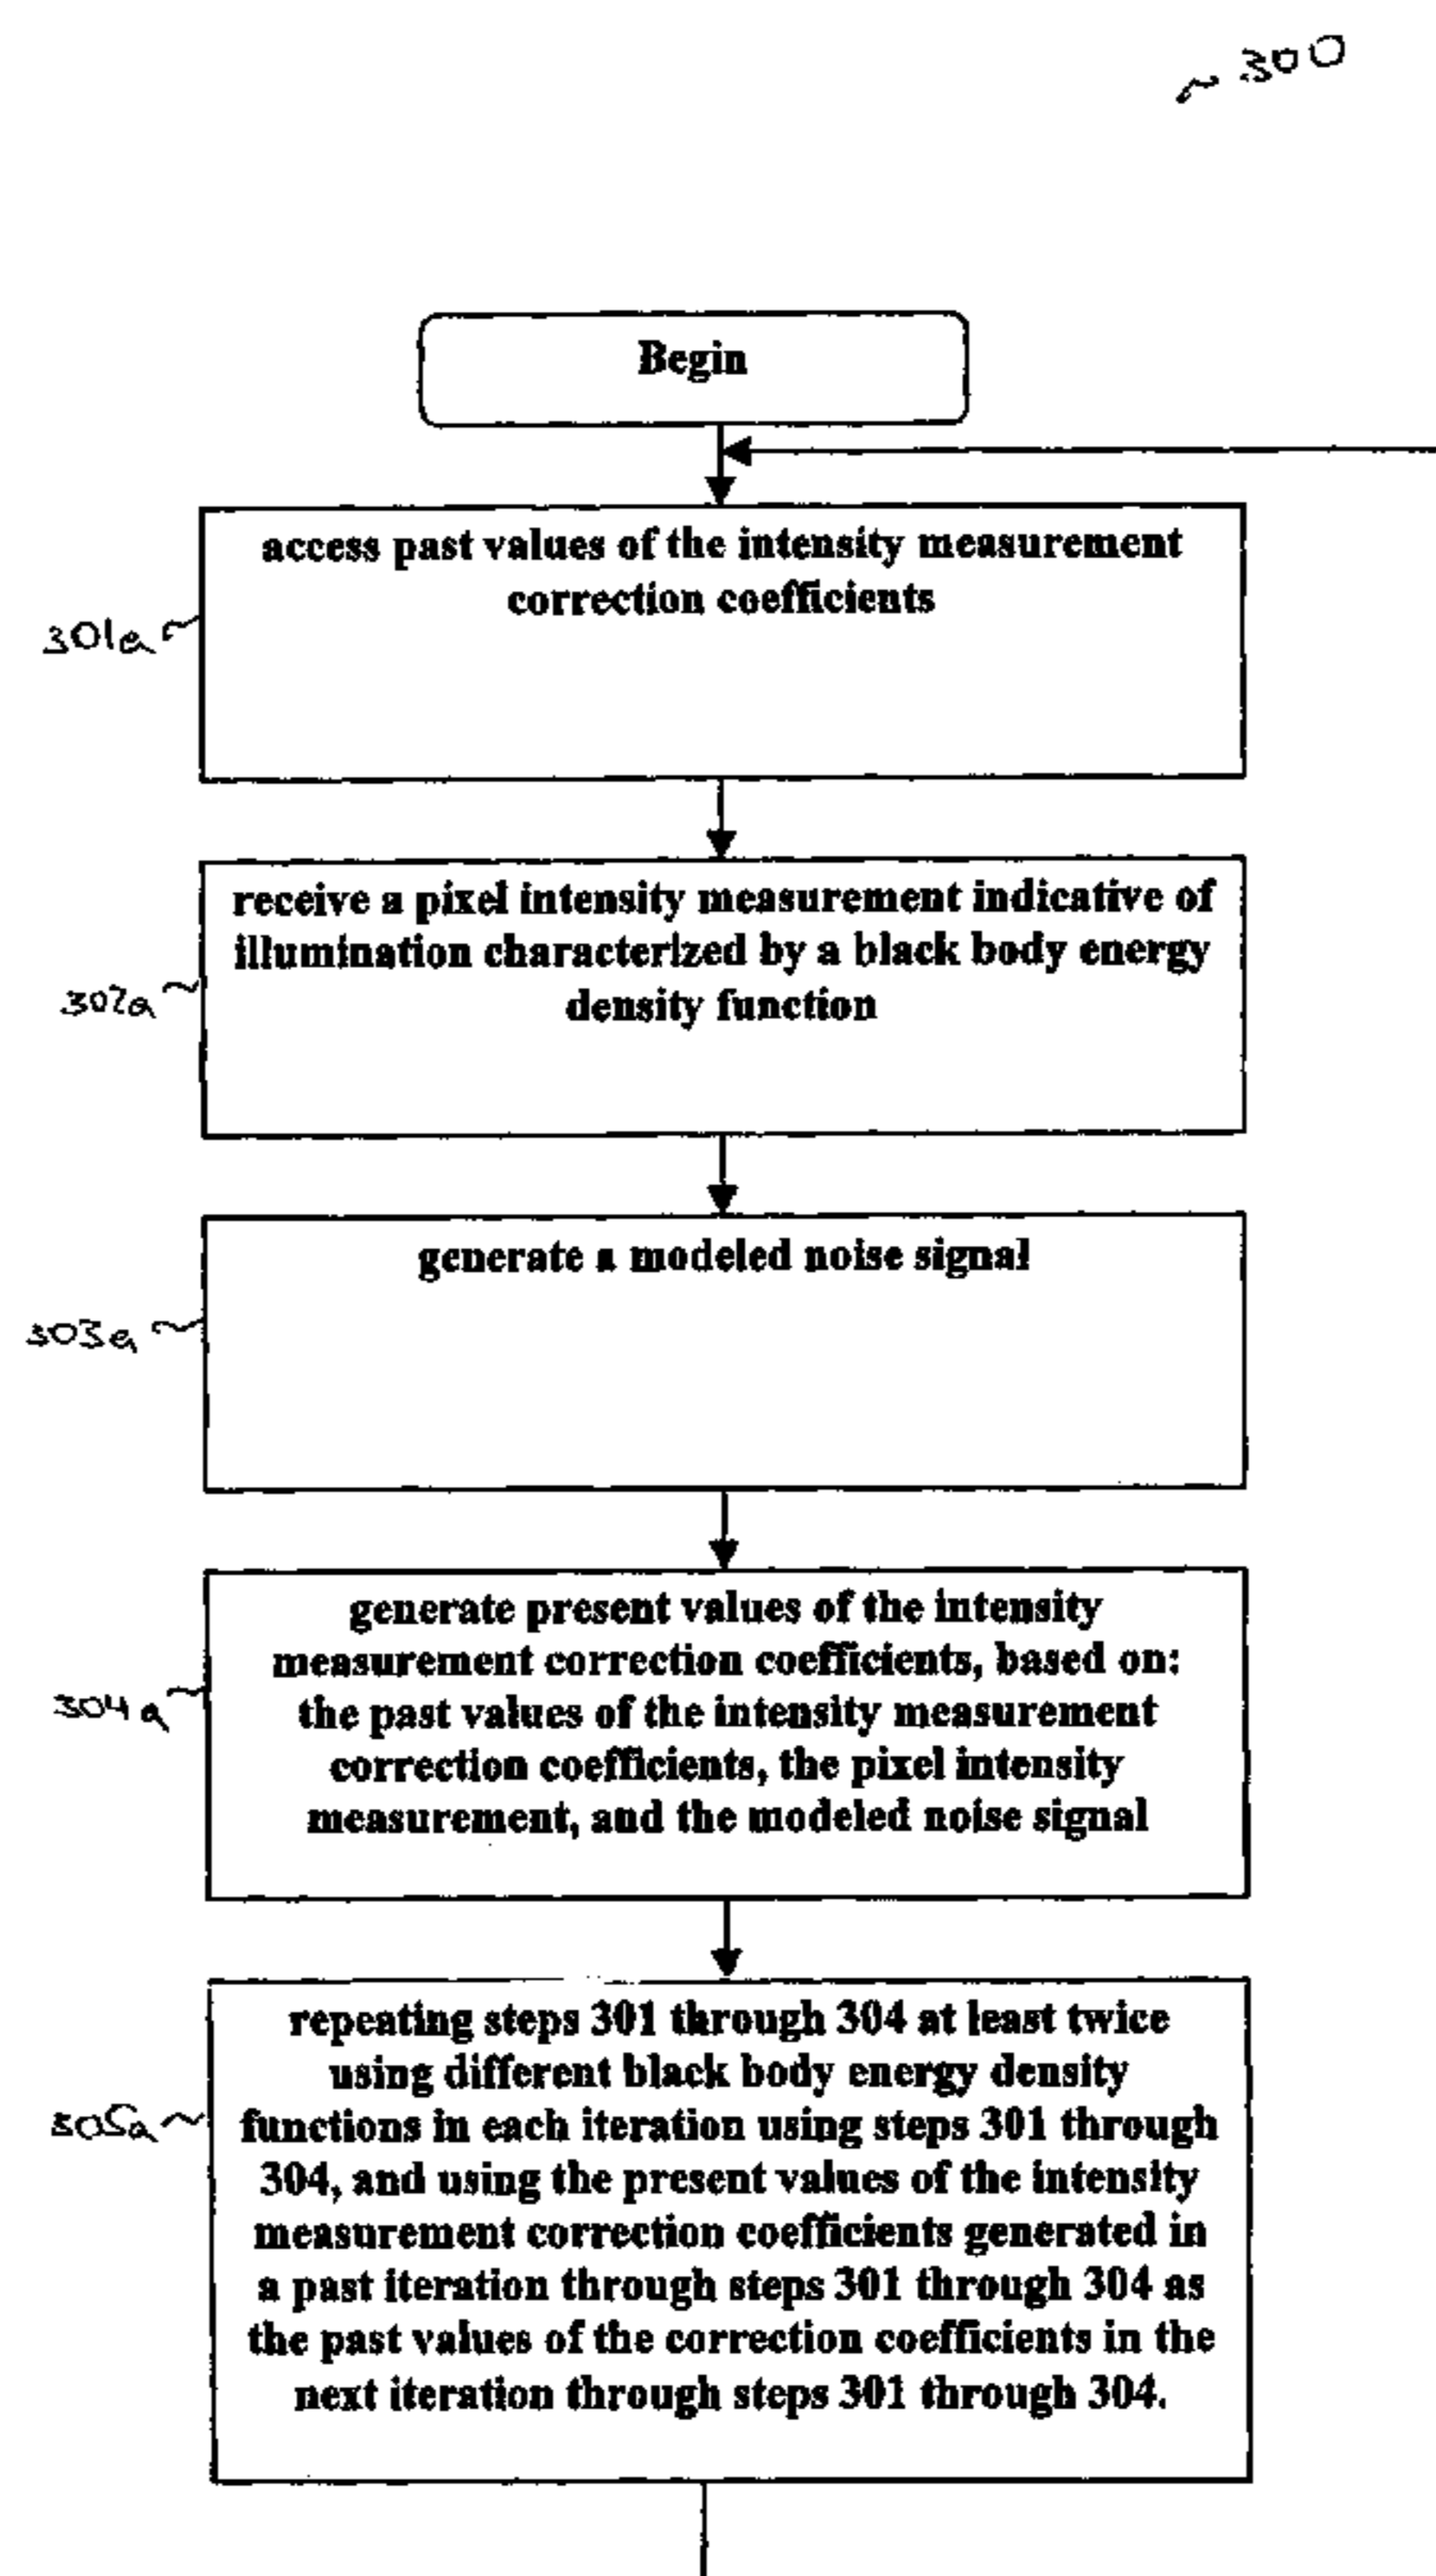 300
Begin
access past values of the intensity measurement
correction coefficients
301a
receive a pixel intensity measurement indicative of
illumination characterized by a black body energy
density function
302a
generate a modeled noise signal
303a
generate present values of the intensity
measurement correction coefficients, based on:
the past values of the intensity measurement
correction coefficients, the pixel intensity
measurement, and the modeled noise signal
304a
repeating steps 301 through 304 at least twice
using different black body energy density
functions in each iteration using steps 301 through
304, and using the present values of the intensity
measurement correction coefficients generated in
a past iteration through steps 301 through 304 as
the past values of the correction coefficients in the
next iteration through steps 301 through 304.
305a